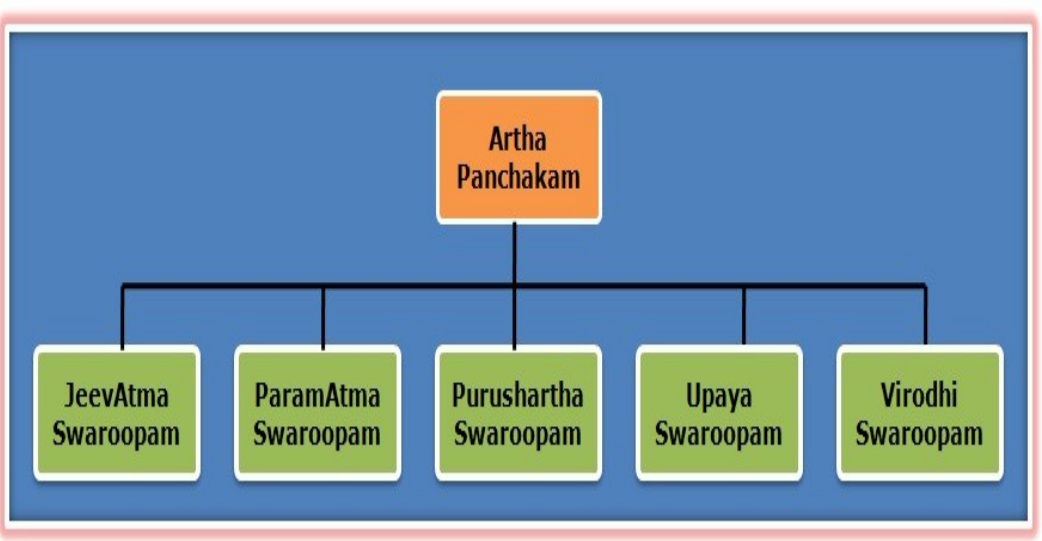 Artha
Panchakam
JeevAtma
Swaroopam
ParamAtma
Swaroopam
Purushartha
Swaroopam
Upaya
Swaroopam
Virodhi
Swaroopam